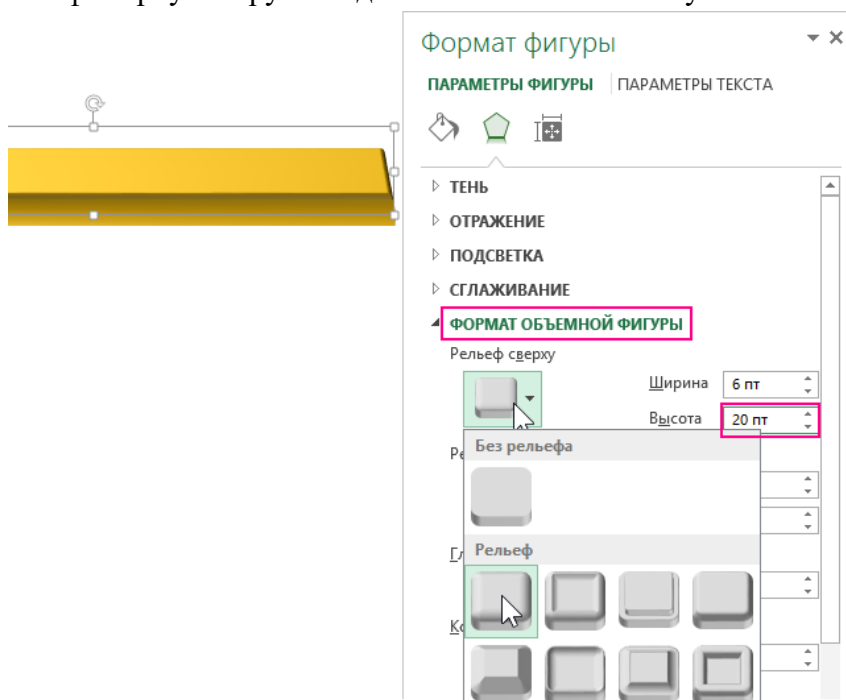 Формат фигуры
ПАРАМЕТРЫ ФИГУРЫ ПАРАМЕТРЫ ТЕКСТА
ТЕНЬ
ОТРАЖЕНИЕ
ПОДСВЕТКА
СГЛАЖИВАНИЕ
ФОРМАТ ОБЪЕМНОЙ ФИГУРЫ
Рельеф сверху
Ширина 6 пт
Высота 20 пт
Без рельефа
Рельеф